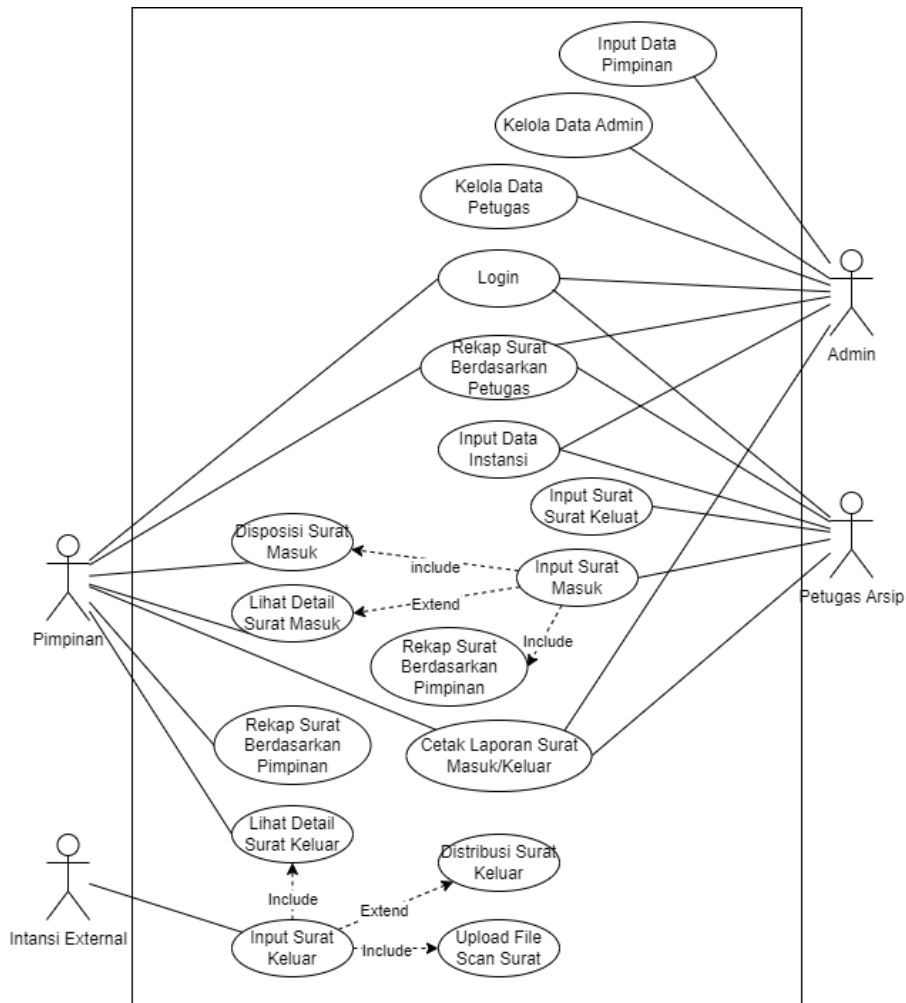 Input Data
Pimpinan
Kelola Data Admin
Kelola Data
Petugas
Login
Admin
Rekap Surat
Berdasarkan
Petugas
Input Data
Instansi
Input Surat
Surat Keluat
Disposisi Surat
Masuk
include
Input Surat
Masuk
Petugas Arsip
Lihat Detail
Surat Masuk
Extend
Pimpinan
Include
Rekap Surat
Berdasarkan
Pimpinan
Rekap Surat
Berdasarkan
Pimpinan
Cetak Laporan Surat
Masuk/Keluar
Lihat Detail
Surat Keluar
Distribusi Surat
Keluar
Include
Extend
Intansi External
Input Surat
Keluar
Include
Upload File
Scan Surat